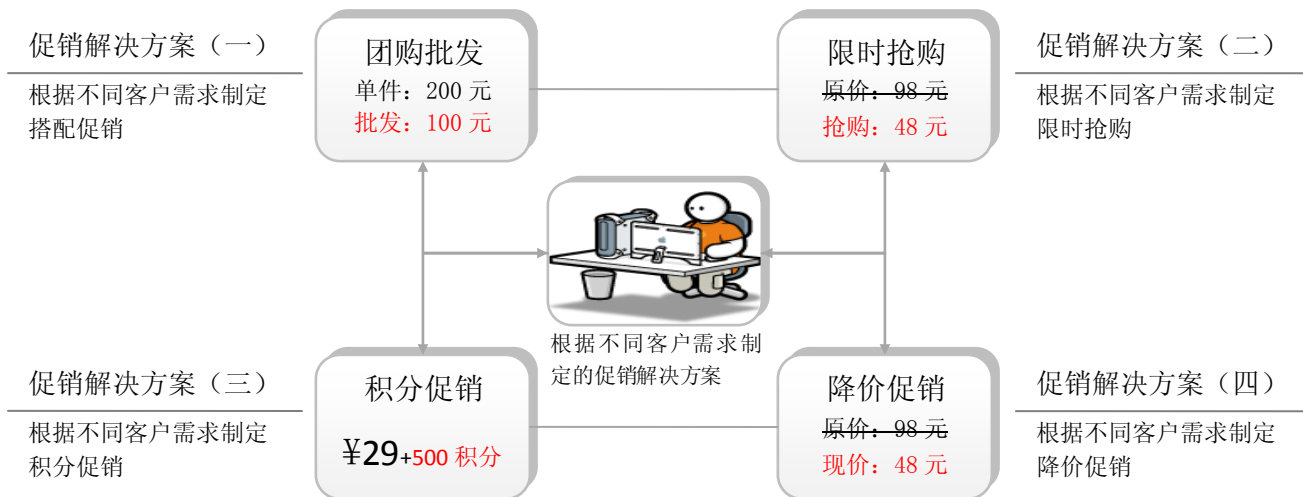 促销解决方案（一）
根据不同客户需求制定
搭配促销
团购批发
单件：200 元
批发：100 元
限时抢购
原价：98 元
抢购：48 元
促销解决方案（二）
根据不同客户需求制定
限时抢购
根据不同客户需求制
定的促销解决方案
促销解决方案（三）
根据不同客户需求制定
积分促销
积分促销
¥29+500 积分
降价促销
原价：98 元
现价：48 元
促销解决方案（四）
根据不同客户需求制定
降价促销